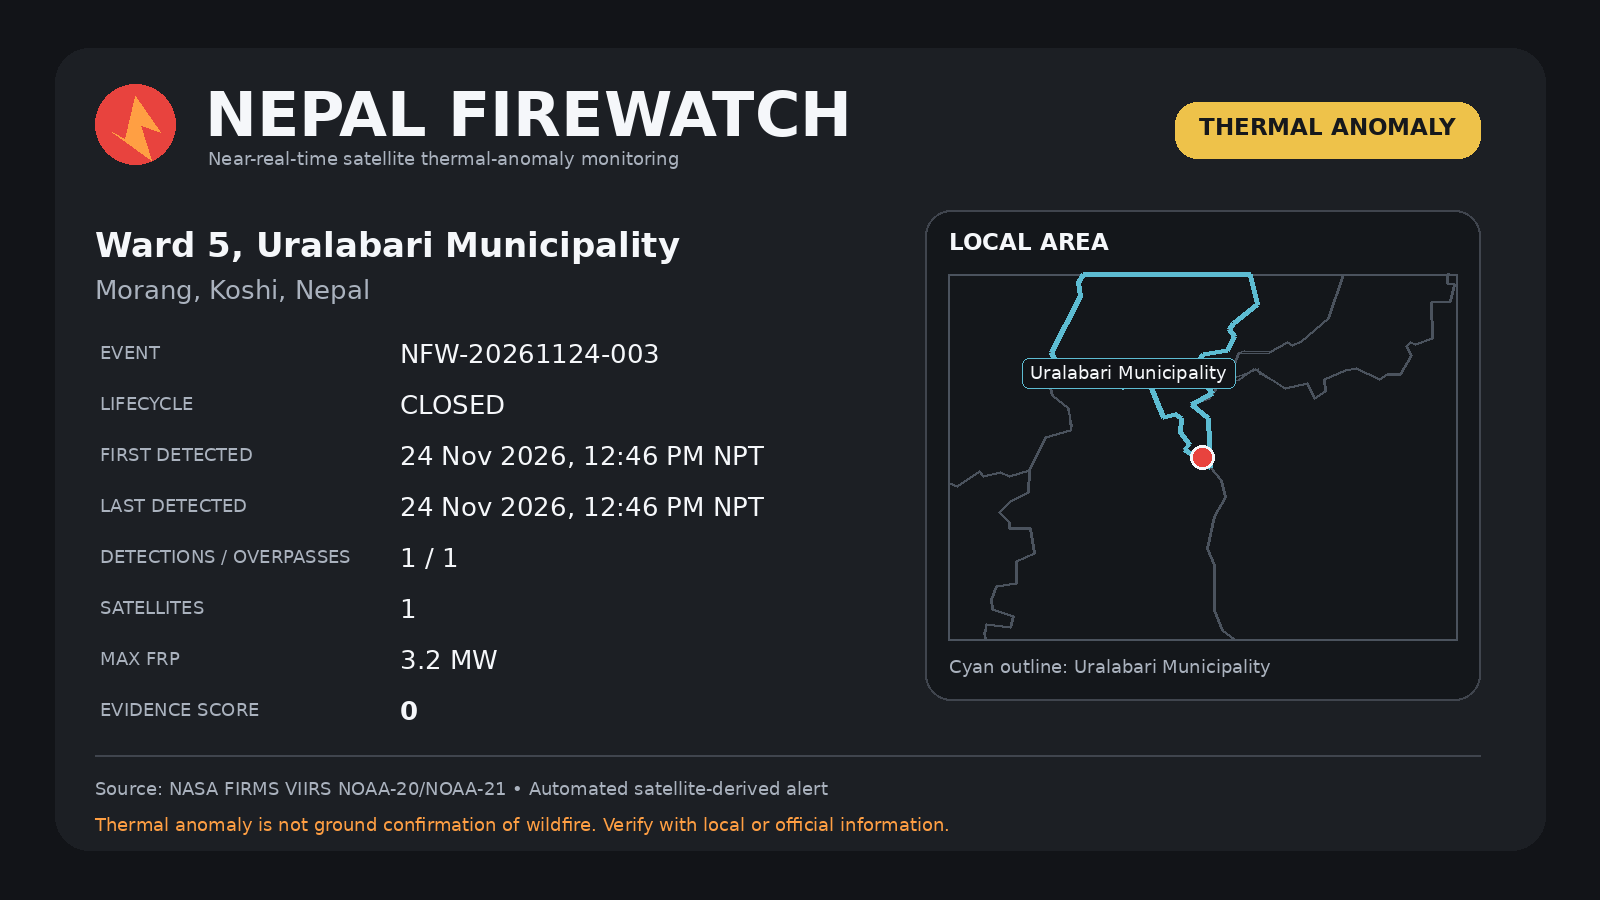 NEPAL FIREWATCH
Near-real-time satellite thermal-anomaly monitoring
THERMAL ANOMALY
Ward 5, Uralabari Municipality
Morang, Koshi, Nepal
EVENT NFW-20261124-003
LIFECYCLE CLOSED
FIRST DETECTED 24 Nov 2026, 12:46 PM NPT
LAST DETECTED 24 Nov 2026, 12:46 PM NPT
DETECTIONS / OVERPASSES 1 / 1
SATELLITES 1
MAX FRP 3.2 MW
EVIDENCE SCORE 0
LOCAL AREA
Uralabari Municipality
Cyan outline: Uralabari Municipality
Source: NASA FIRMS VIIRS NOAA-20/NOAA-21 • Automated satellite-derived alert
Thermal anomaly is not ground confirmation of wildfire. Verify with local or official information.